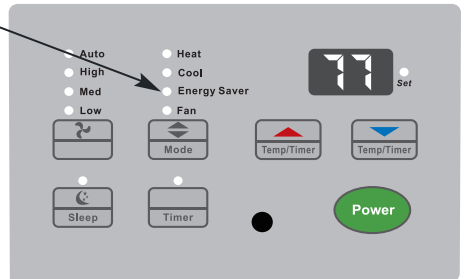 Auto
High
Med
Low
Heat
Cool
Energy Saver
Fan
77
Set
Mode
Temp/Timer
Temp/Timer
Sleep
Timer
Power